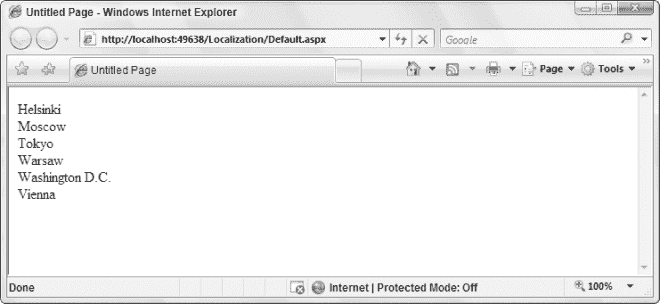 Untitled Page - Windows Internet Explorer
http://localhost:49638/Localization/Default.aspx
Google
Untitled Page
Page
Tools
Helsinki
Moscow
Tokyo
Warsaw
Washington D.C.
Vienna
Done
Internet | Protected Mode: Off
100%